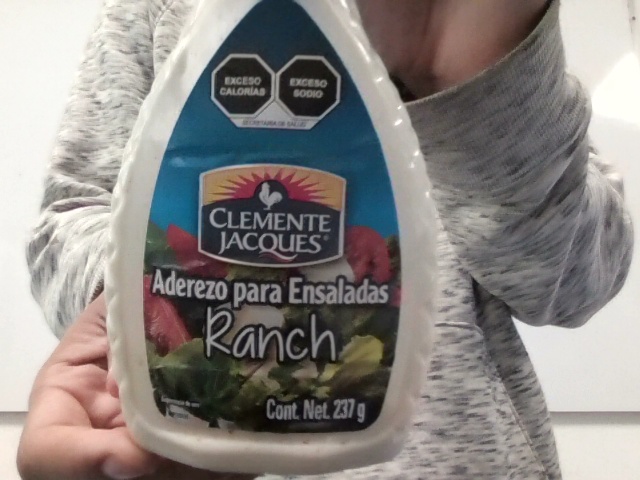 EXCESO
CALORÍAS
EXCESO
SODIO
SECRETARÍA DE SALUD
CLEMENTE
JACQUES®
Aderezo para Ensaladas
Ranch
Cont. Net. 237 g